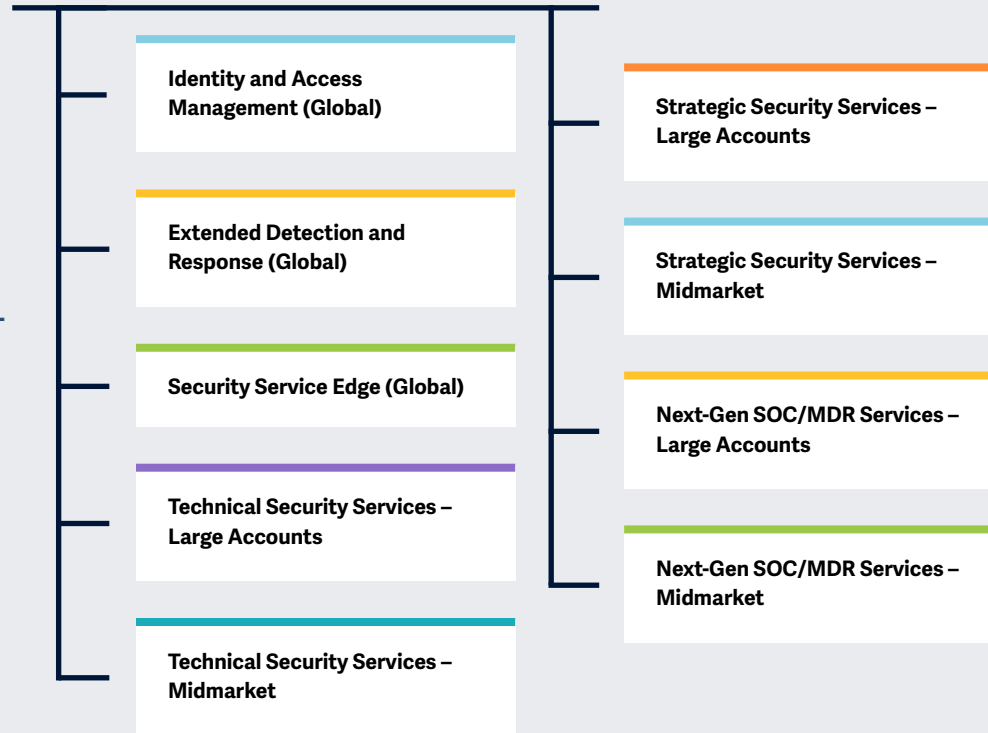 Identity and Access
Management (Global)
Extended Detection and
Response (Global)
Security Service Edge (Global)
Technical Security Services –
Large Accounts
Technical Security Services –
Midmarket
Strategic Security Services –
Large Accounts
Strategic Security Services –
Midmarket
Next-Gen SOC/MDR Services –
Large Accounts
Next-Gen SOC/MDR Services –
Midmarket